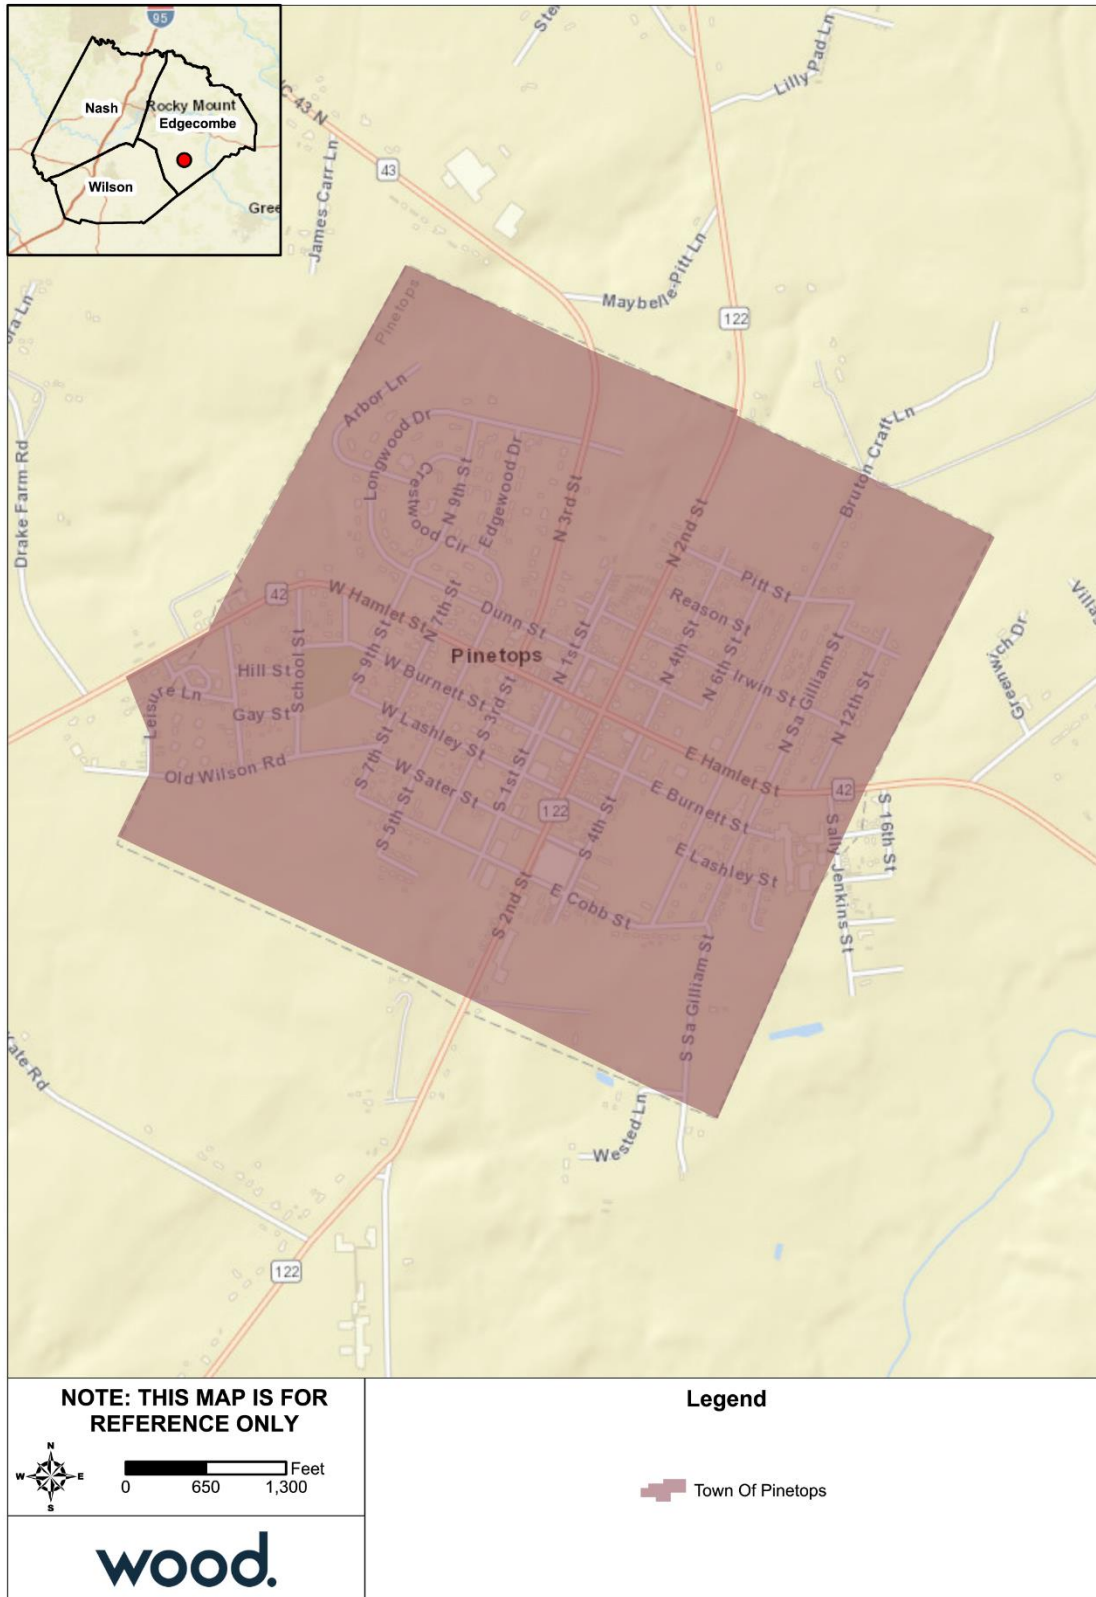 95
Nash
Rocky Mount
Edgecombe
Wilson
Lilly Pad Ln
43
James Carr Ln
Maybelle-Pitt Ln
122
Pinetops
Arbor Ln
Longwood Dr
Crestwood Cir
N 9th St
Edgewood Dr
N 3rd St
N 2nd St
Bruton Craft Ln
Drake Farm Rd
42
W Hamlet St
N 7th St
Dunn St
Pitt St
Reason St
N 1st St
N 4th St
N 6th St
Irwin St
N Sa Gilliam St
N 12th St
Greenwich Dr
Pinetops
S 9th St
School St
Hill St
Leisure Ln
Gay St
W Burnett St
S 3rd St
W Lashley St
S 7th St
W Sater St
S 1st St
Old Wilson Rd
S 5th St
E Hamlet St
42
E Burnett St
122
S 4th St
E Lashley St
S 16th St
Sally Jenkins St
E Cobb St
S 2nd St
S Sa Gilliam St
Wested Ln
122
NOTE: THIS MAP IS FOR
REFERENCE ONLY
N
W E
S
Feet
0 650 1,300
wood.
Legend
Town Of Pinetops